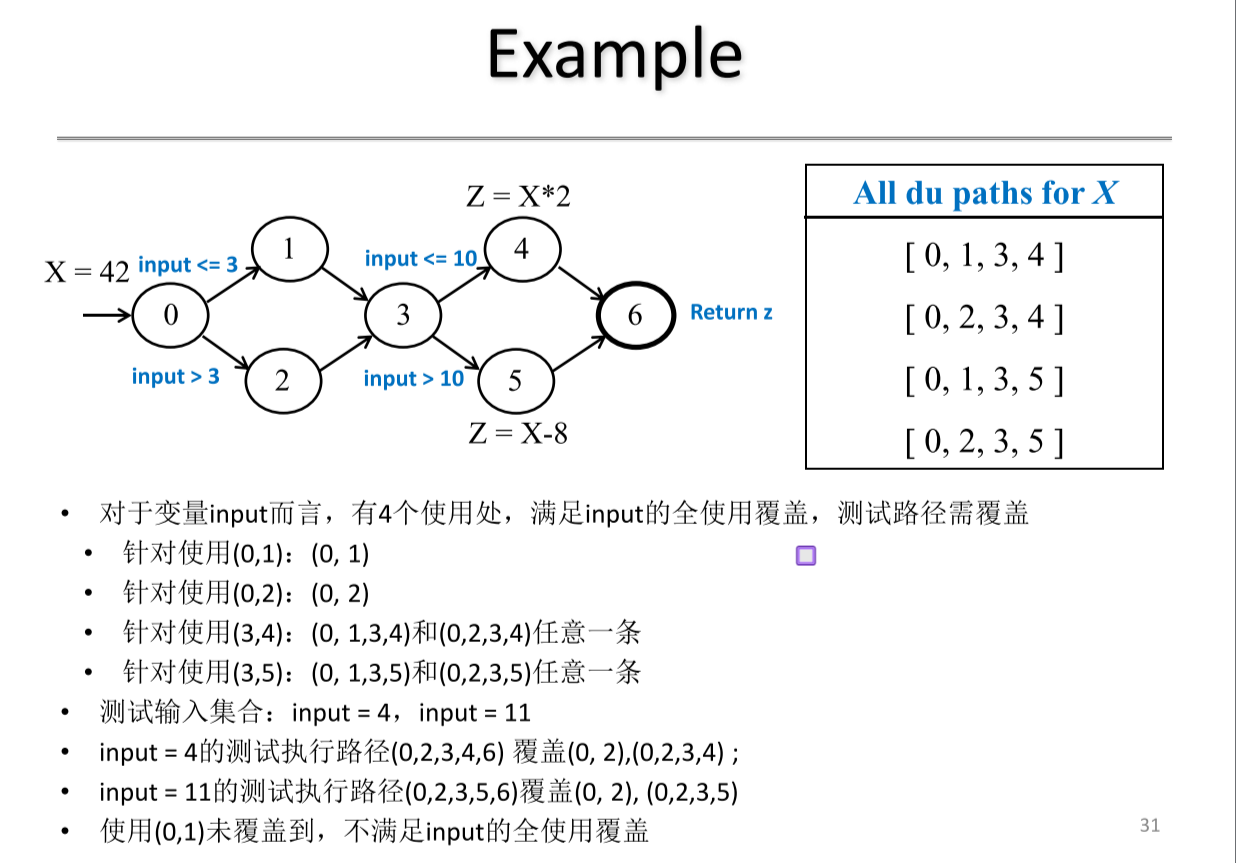 Example
Z = X*2
All du paths for X
1
input <= 10
4
[ 0, 1, 3, 4 ]
X = 42
input <= 3
0
3
6
Return z
[ 0, 2, 3, 4 ]
input > 3
2
input > 10
5
[ 0, 1, 3, 5 ]
Z = X-8
[ 0, 2, 3, 5 ]
• 对于变量input而言，有4个使用处，满足input的全使用覆盖，测试路径需覆盖
• 针对使用(0,1)：(0, 1)
• 针对使用(0,2)：(0, 2)
• 针对使用(3,4)：(0, 1,3,4)和(0,2,3,4)任意一条
• 针对使用(3,5)：(0, 1,3,5)和(0,2,3,5)任意一条
• 测试输入集合：input = 4，input = 11
• input = 4的测试执行路径(0,2,3,4,6) 覆盖(0, 2),(0,2,3,4) ;
• input = 11的测试执行路径(0,2,3,5,6)覆盖(0, 2), (0,2,3,5)
• 使用(0,1)未覆盖到，不满足input的全使用覆盖
31